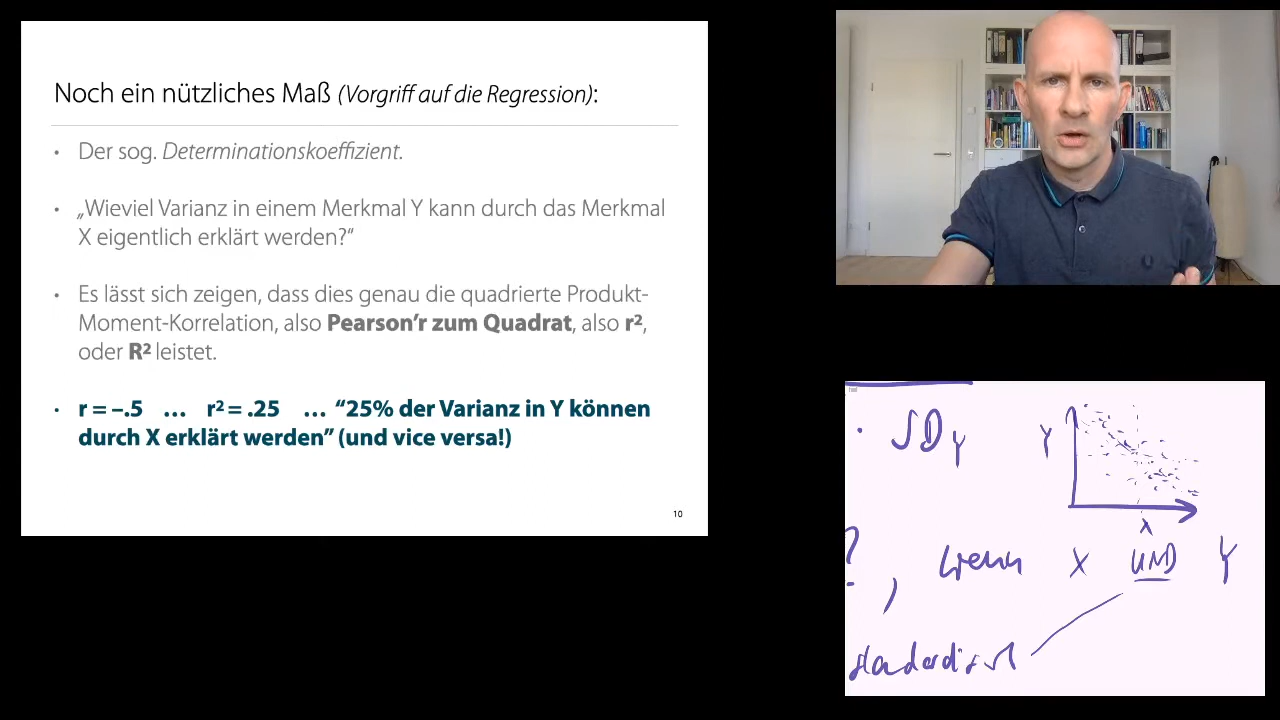 Noch ein nützliches Maß (Vorgriff auf die Regression):
• Der sog. Determinationskoeffizient.
• „Wieviel Varianz in einem Merkmal Y kann durch das Merkmal
X eigentlich erklärt werden?“
• Es lässt sich zeigen, dass dies genau die quadrierte Produkt-
Moment-Korrelation, also Pearson’r zum Quadrat, also r²,
oder R² leistet.
• r = –.5 … r² = .25 … “25% der Varianz in Y können
durch X erklärt werden” (und vice versa!)
10
· SD Y
Y
X
? , wenn X UND Y
standardisiert